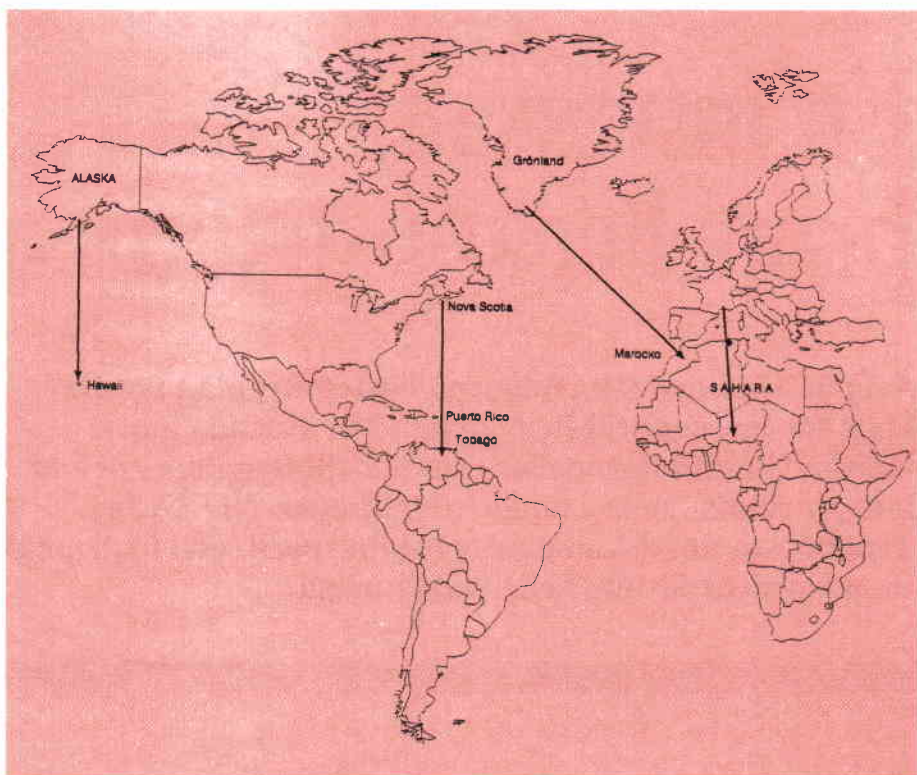 Grönland
ALASKA
Nova Scotia
Marocko
Hawaii
SAHARA
Puerto Rico
Tobago